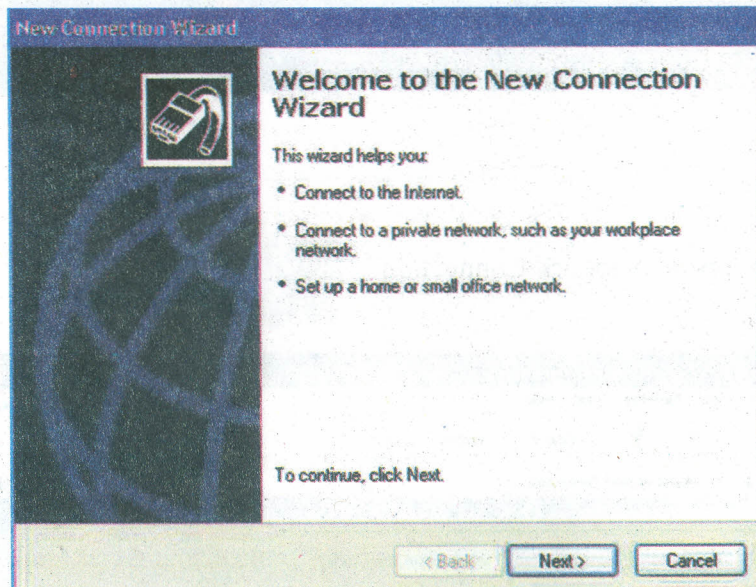 New Connection Wizard
Welcome to the New Connection
Wizard
This wizard helps you:
• Connect to the Internet.
• Connect to a private network, such as your workplace
network.
• Set up a home or small office network.
To continue, click Next.
< Back Next > Cancel